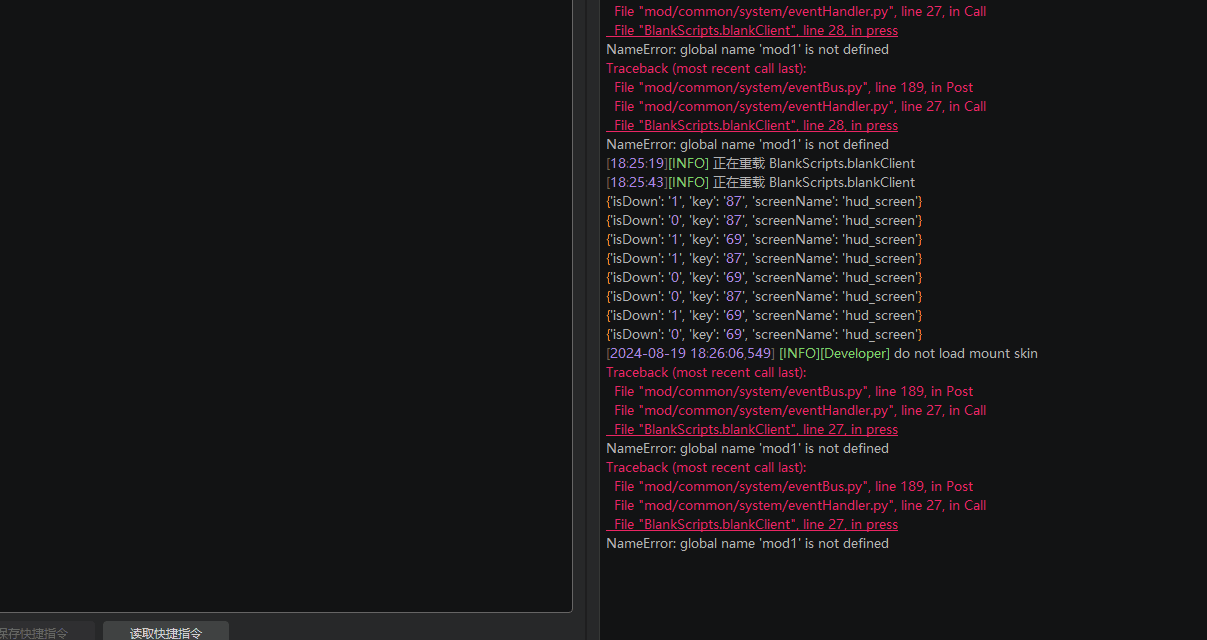 File "mod/common/system/eventHandler.py", line 27, in Call
File "BlankScripts.blankClient", line 28, in press
NameError: global name 'mod1' is not defined
Traceback (most recent call last):
File "mod/common/system/eventBus.py", line 189, in Post
File "mod/common/system/eventHandler.py", line 27, in Call
File "BlankScripts.blankClient", line 28, in press
NameError: global name 'mod1' is not defined
[18:25:19][INFO] 正在重载 BlankScripts.blankClient
[18:25:43][INFO] 正在重载 BlankScripts.blankClient
{'isDown': '1', 'key': '87', 'screenName': 'hud_screen'}
{'isDown': '0', 'key': '87', 'screenName': 'hud_screen'}
{'isDown': '1', 'key': '69', 'screenName': 'hud_screen'}
{'isDown': '1', 'key': '87', 'screenName': 'hud_screen'}
{'isDown': '0', 'key': '69', 'screenName': 'hud_screen'}
{'isDown': '0', 'key': '87', 'screenName': 'hud_screen'}
{'isDown': '1', 'key': '69', 'screenName': 'hud_screen'}
{'isDown': '0', 'key': '69', 'screenName': 'hud_screen'}
[2024-08-19 18:26:06,549] [INFO][Developer] do not load mount skin
Traceback (most recent call last):
File "mod/common/system/eventBus.py", line 189, in Post
File "mod/common/system/eventHandler.py", line 27, in Call
File "BlankScripts.blankClient", line 27, in press
NameError: global name 'mod1' is not defined
Traceback (most recent call last):
File "mod/common/system/eventBus.py", line 189, in Post
File "mod/common/system/eventHandler.py", line 27, in Call
File "BlankScripts.blankClient", line 27, in press
NameError: global name 'mod1' is not defined
保存快捷指令
读取快捷指令